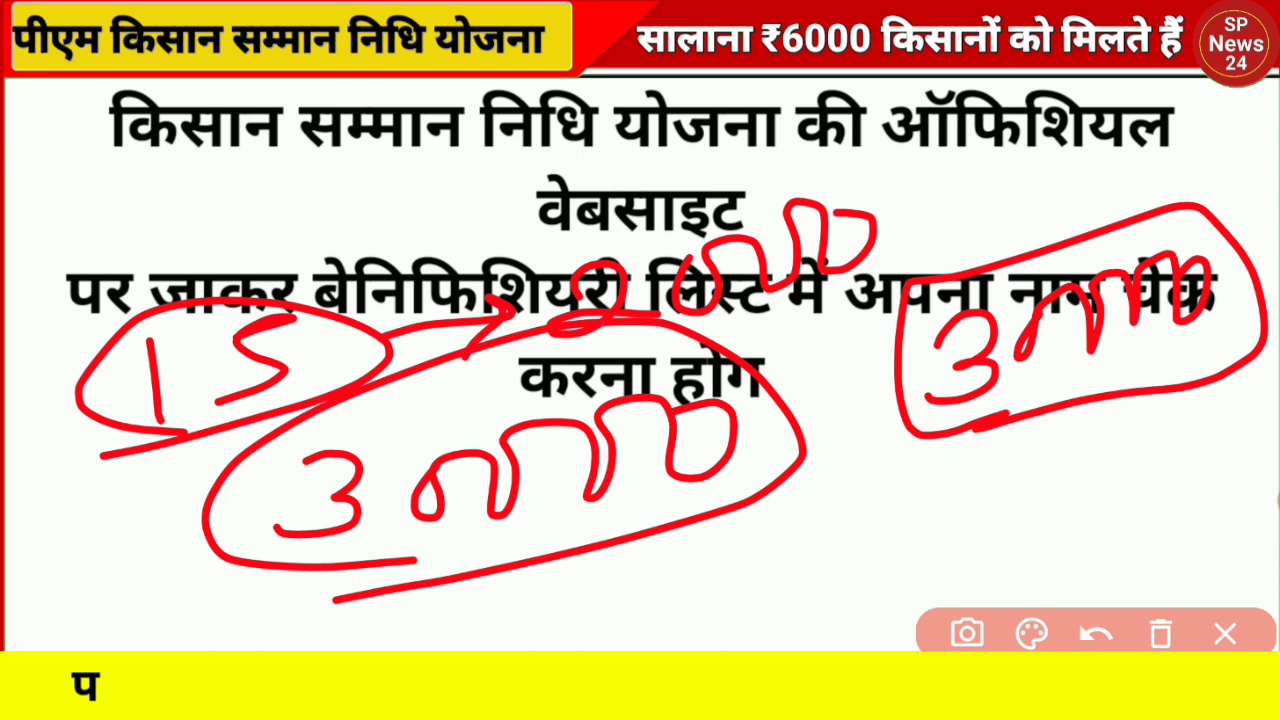 पीएम किसान सम्मान निधि योजना
सालाना ₹6000 किसानों को मिलते हैं
SP
News
24
किसान सम्मान निधि योजना की ऑफिशियल
वेबसाइट
पर जाकर बेनिफिशियरी लिस्ट में अपना नाम चेक
करना होग
15 → 2000
3000
3000
प